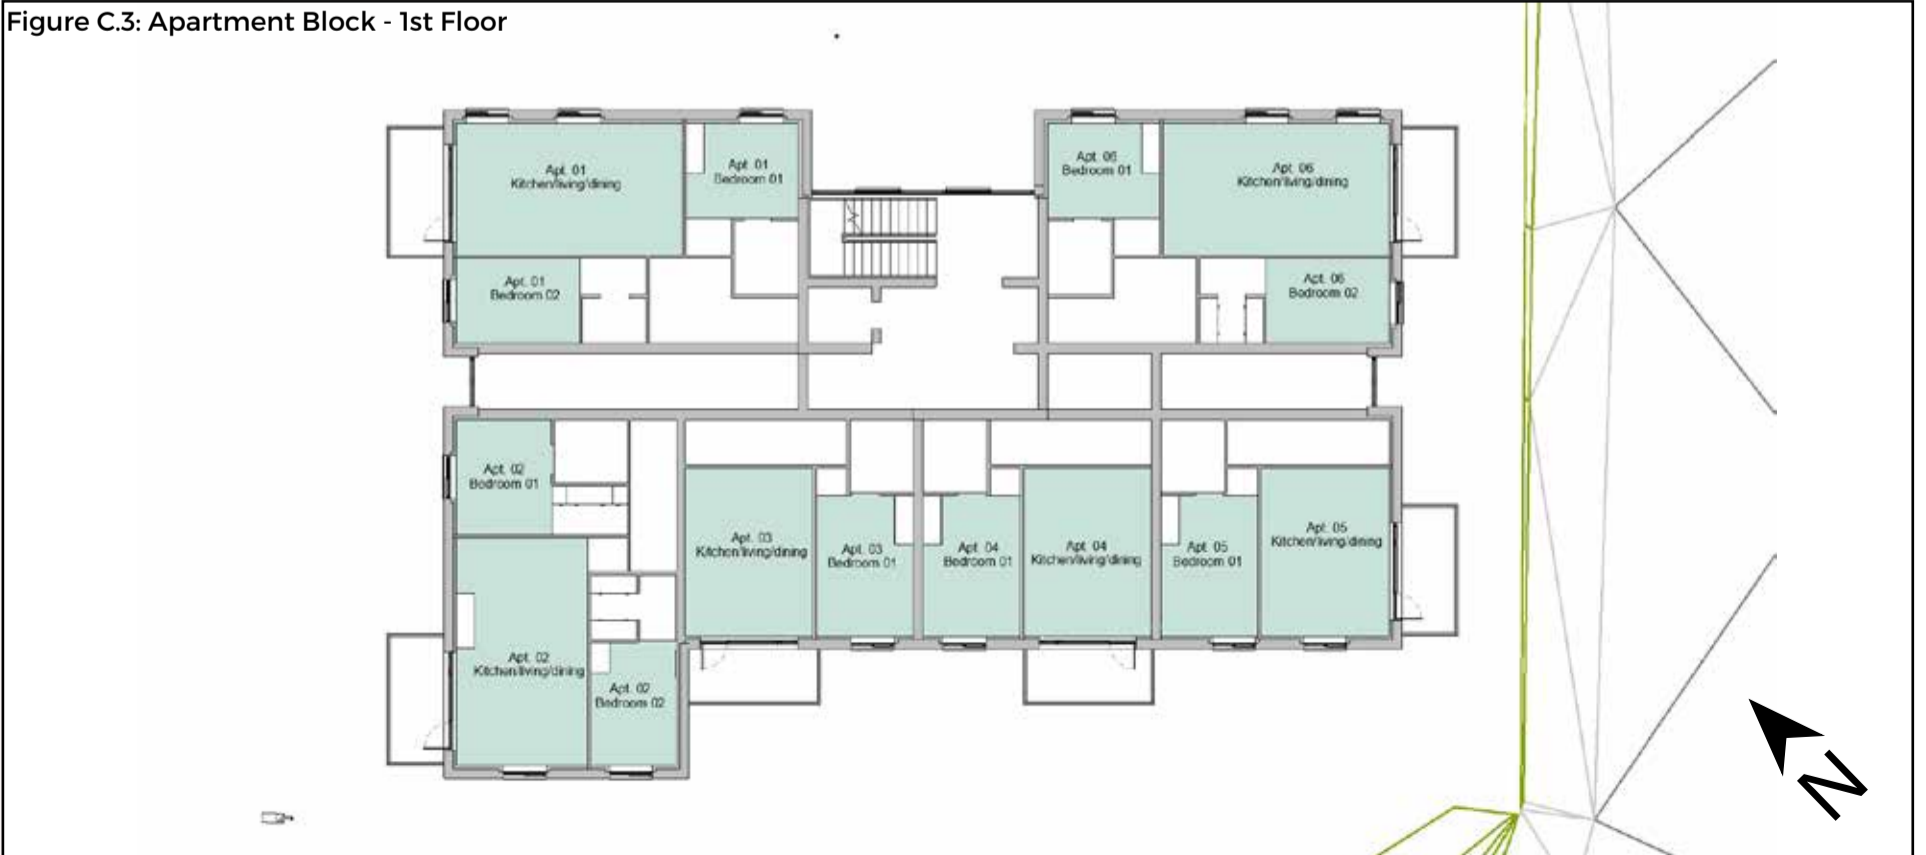 Figure C.3: Apartment Block - 1st Floor
Apt. 01
Kitchen/living/dining
Apt. 01
Bedroom 01
Apt. 06
Bedroom 01
Apt. 06
Kitchen/living/dining
Apt. 01
Bedroom 02
Apt. 06
Bedroom 02
Apt. 02
Bedroom 01
Apt. 03
Kitchen/living/dining
Apt. 03
Bedroom 01
Apt. 04
Bedroom 01
Apt. 04
Kitchen/living/dining
Apt. 05
Bedroom 01
Apt. 05
Kitchen/living/dining
Apt. 02
Kitchen/living/dining
Apt. 02
Bedroom 02
N